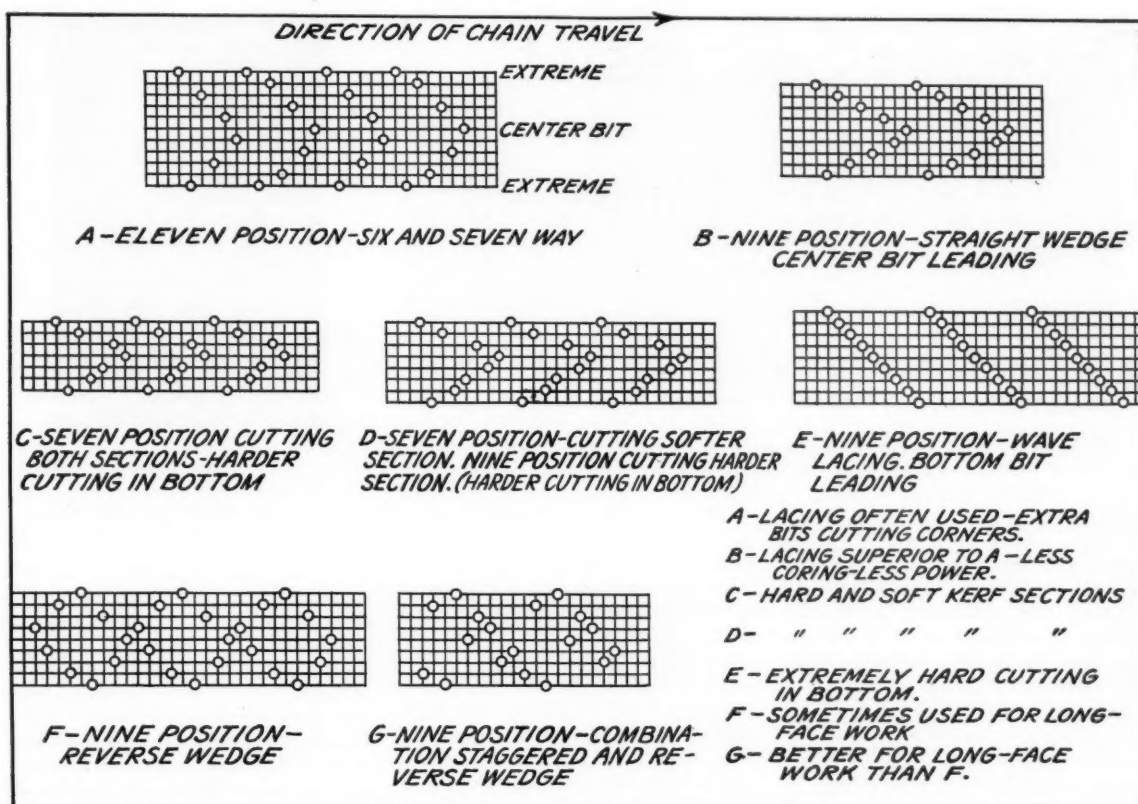 DIRECTION OF CHAIN TRAVEL
EXTREME
CENTER BIT
EXTREME
A-ELEVEN POSITION-SIX AND SEVEN WAY
B-NINE POSITION-STRAIGHT WEDGE
CENTER BIT LEADING
C-SEVEN POSITION CUTTING
BOTH SECTIONS-HARDER
CUTTING IN BOTTOM
D-SEVEN POSITION-CUTTING SOFTER
SECTION. NINE POSITION CUTTING HARDER
SECTION. (HARDER CUTTING IN BOTTOM)
E-NINE POSITION-WAVE
LACING. BOTTOM BIT
LEADING
F-NINE POSITION-
REVERSE WEDGE
G-NINE POSITION-COMBINA-
TION STAGGERED AND RE-
VERSE WEDGE
A-LACING OFTEN USED-EXTRA
BITS CUTTING CORNERS.
B-LACING SUPERIOR TO A-LESS
CORING-LESS POWER.
C-HARD AND SOFT KERF SECTIONS
D- " " " " "
E-EXTREMELY HARD CUTTING
IN BOTTOM.
F-SOMETIMES USED FOR LONG-
FACE WORK
G-BETTER FOR LONG-FACE
WORK THAN F.